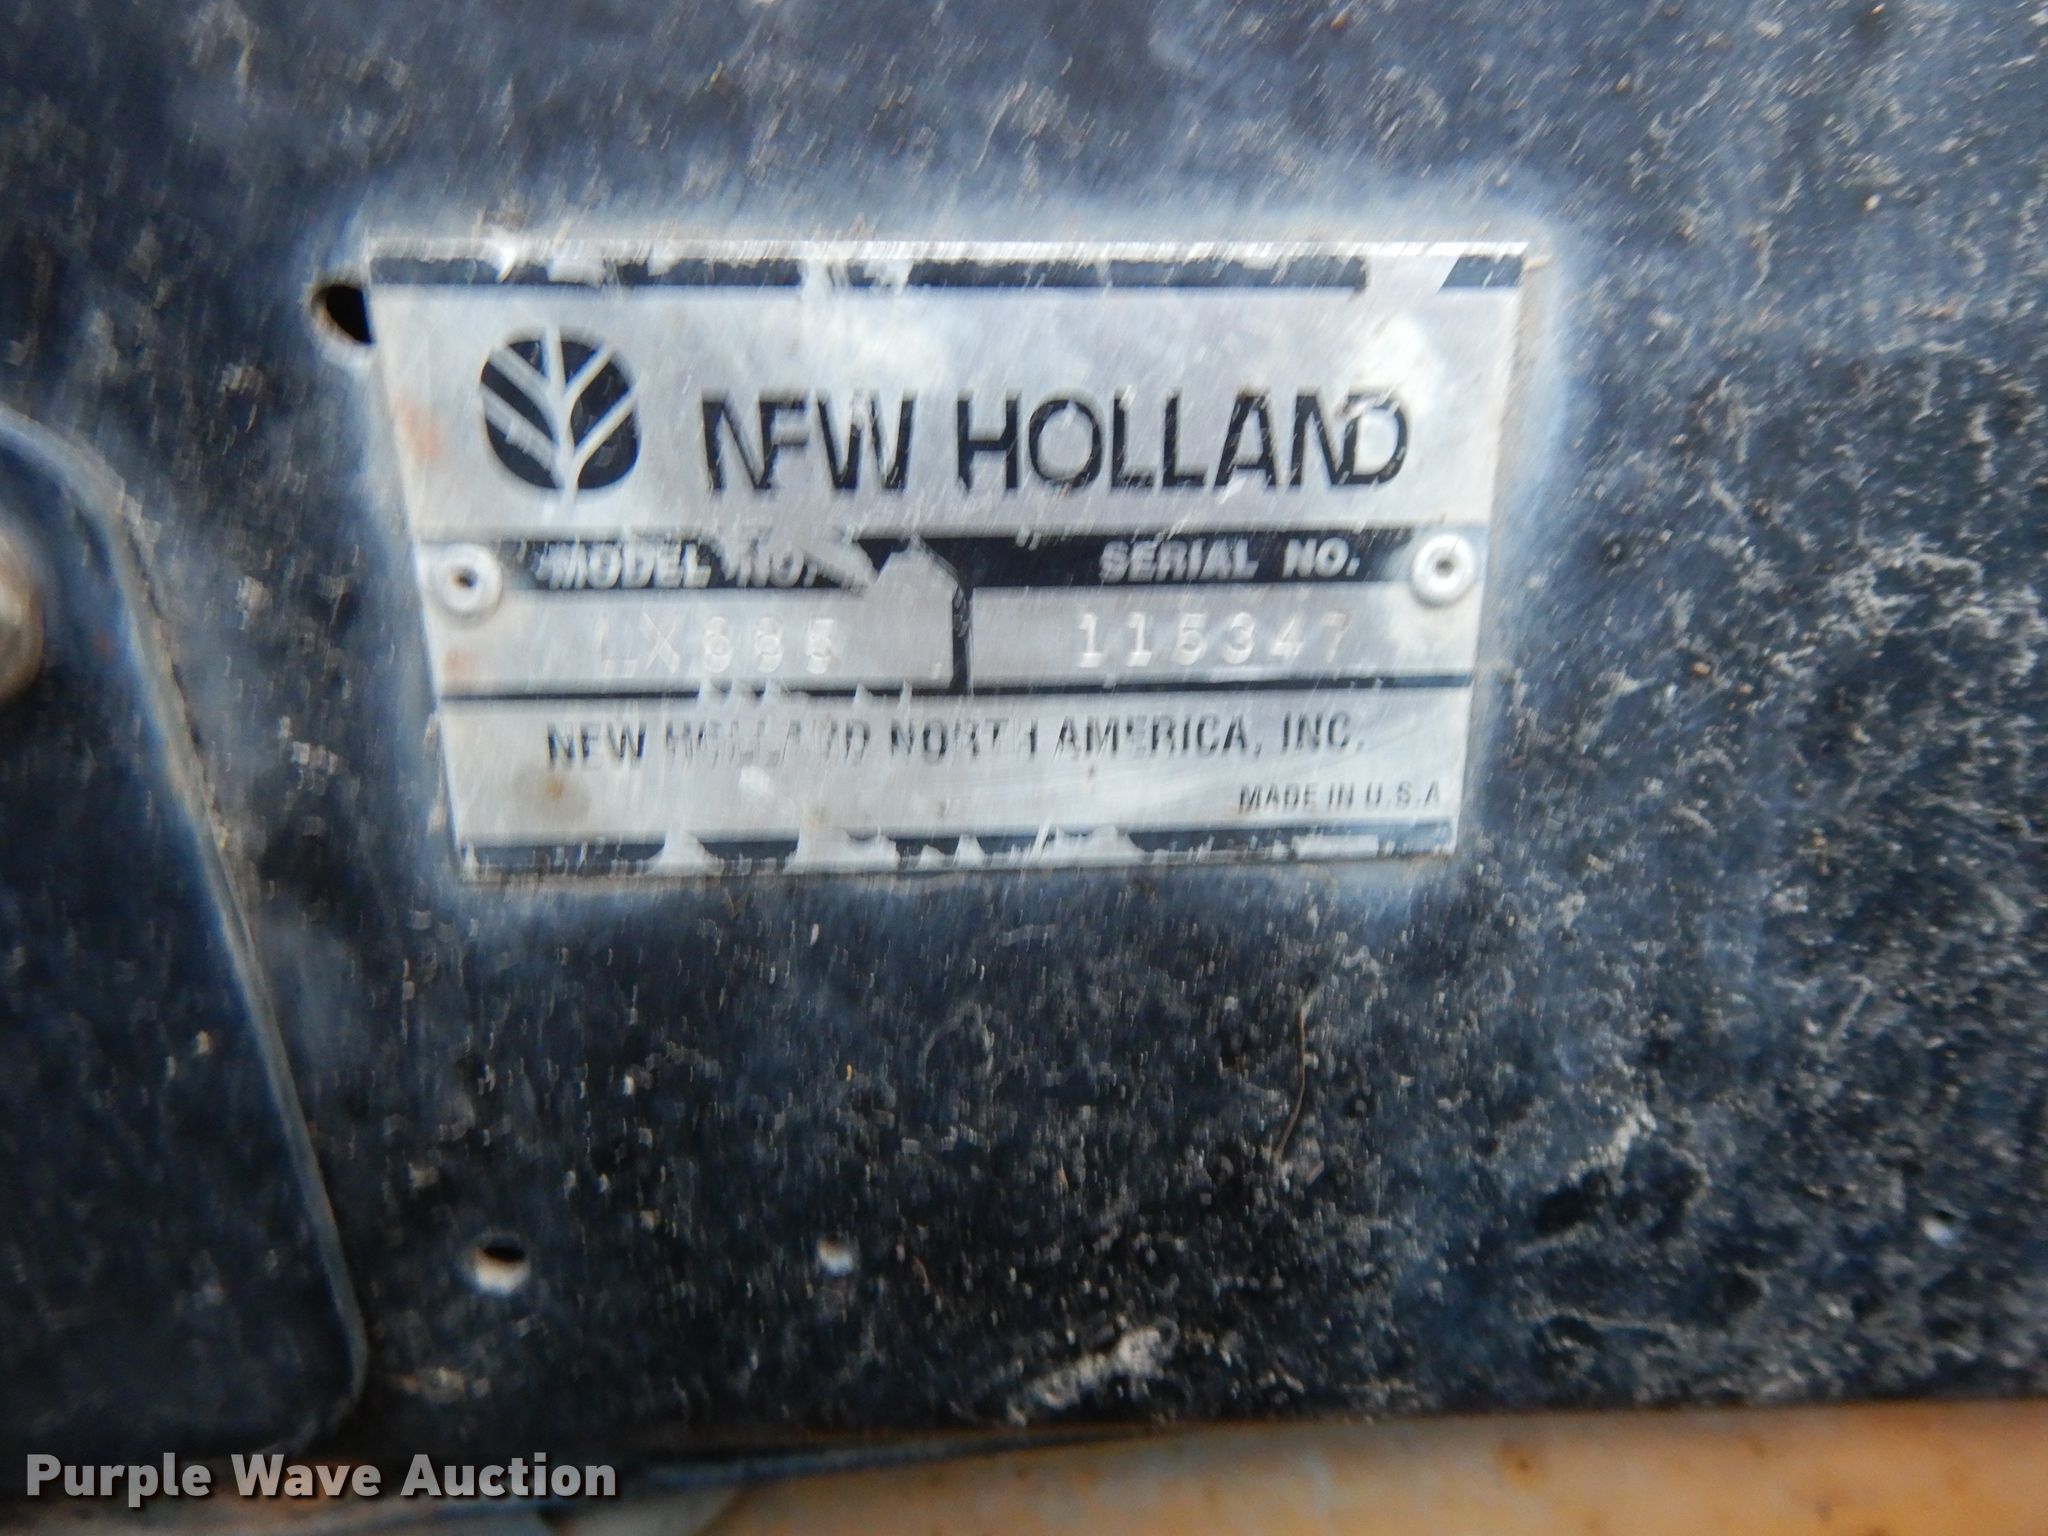 NEW HOLLAND
MODEL NO. SERIAL NO.
LX885 115347
NEW HOLLAND NORTH AMERICA, INC.
MADE IN U.S.A
Purple Wave Auction